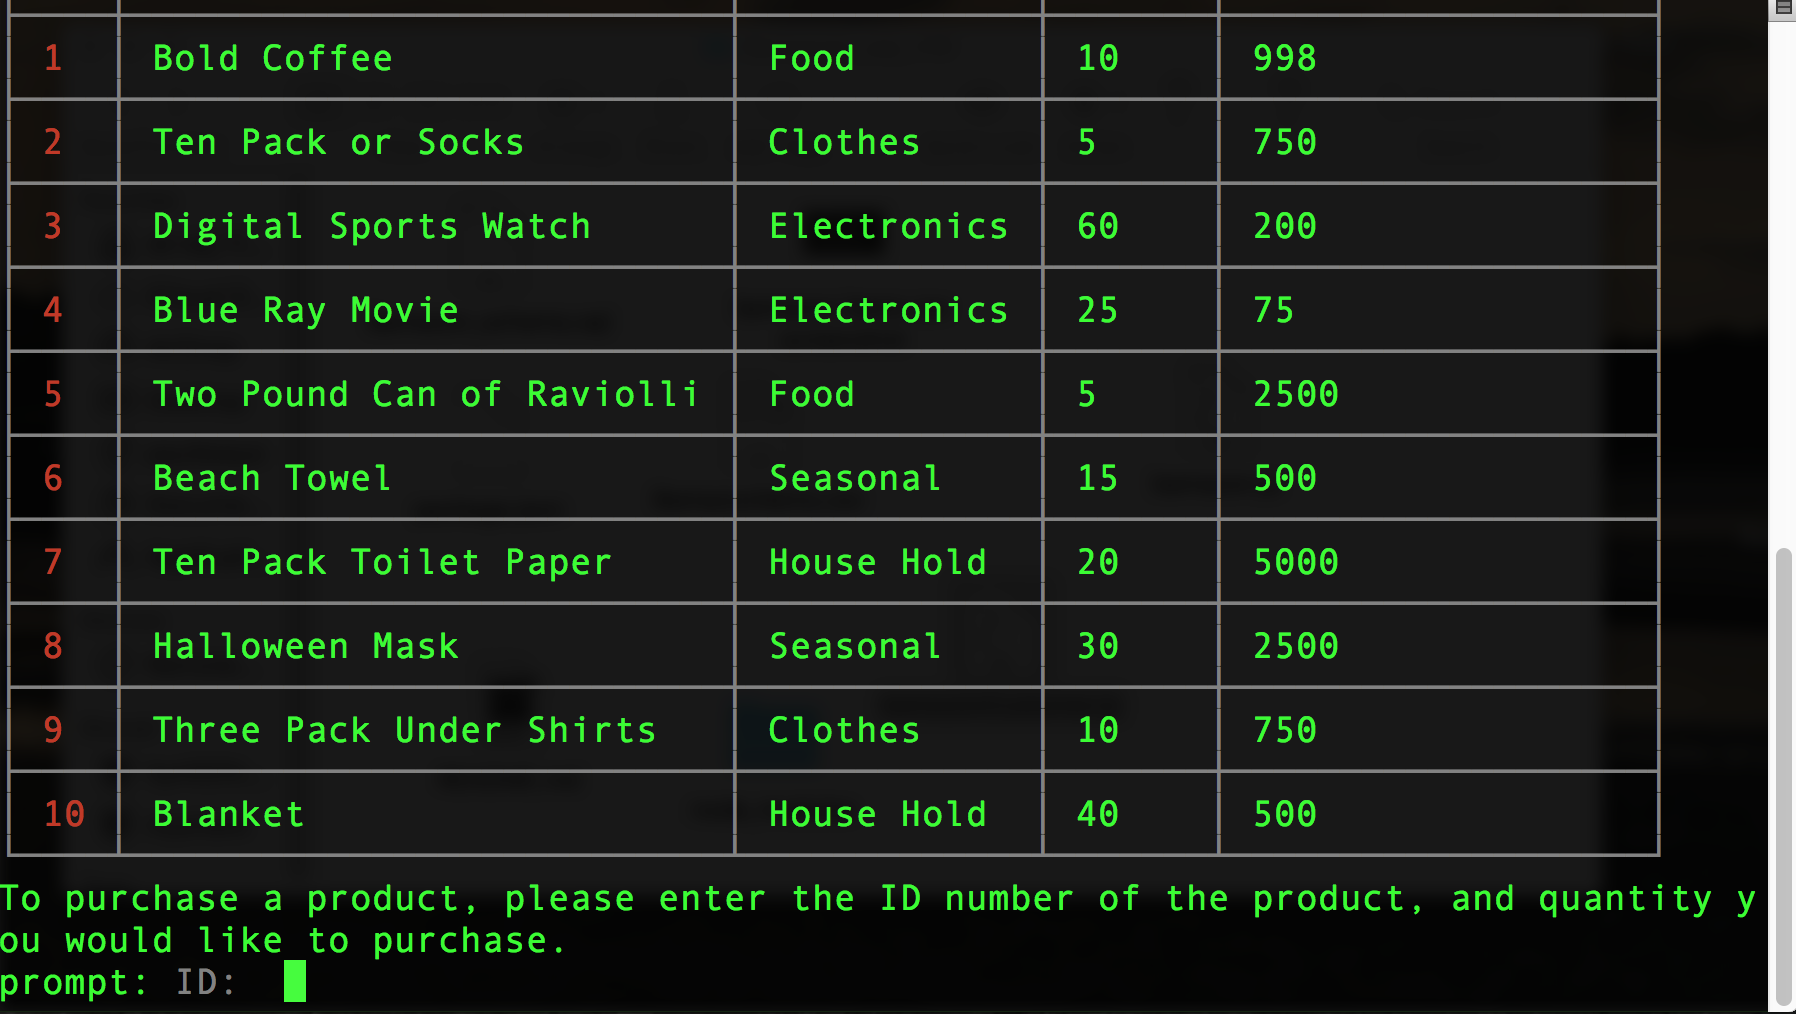 1 Bold Coffee Food 10 998
2 Ten Pack or Socks Clothes 5 750
3 Digital Sports Watch Electronics 60 200
4 Blue Ray Movie Electronics 25 75
5 Two Pound Can of Raviolli Food 5 2500
6 Beach Towel Seasonal 15 500
7 Ten Pack Toilet Paper House Hold 20 5000
8 Halloween Mask Seasonal 30 2500
9 Three Pack Under Shirts Clothes 10 750
10 Blanket House Hold 40 500
To purchase a product, please enter the ID number of the product, and quantity y
ou would like to purchase.
prompt: ID: